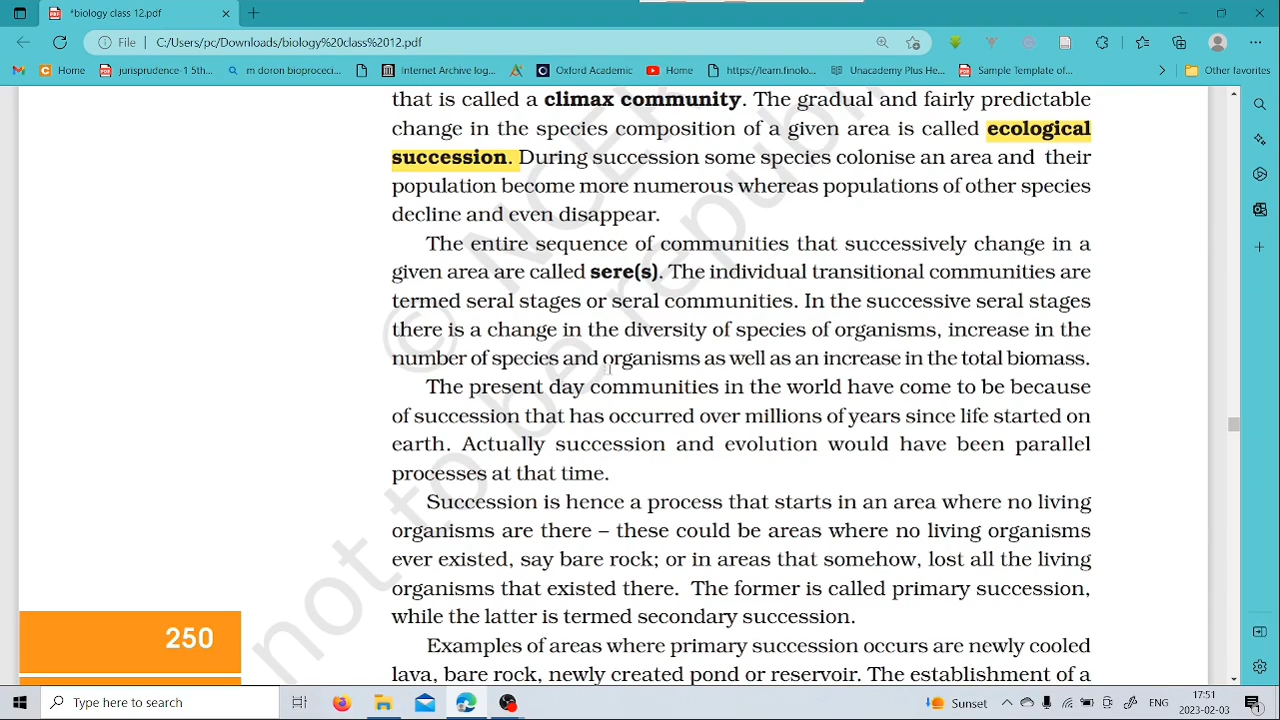 *biology class 12.pdf
File
C:/Users/pc/Downloads/biology%20class%2012.pdf
Home
jurisprudence-1 5th...
m doron bioproceci...
Internet Archive log...
Oxford Academic
Home
https://learn.finolo...
Unacademy Plus He...
Sample Template of...
Other favorites
© NCERT
not to be republi
that is called a climax community. The gradual and fairly predictable
change in the species composition of a given area is called ecological
succession. During succession some species colonise an area and their
population become more numerous whereas populations of other species
decline and even disappear.
The entire sequence of communities that successively change in a
given area are called sere(s). The individual transitional communities are
termed seral stages or seral communities. In the successive seral stages
there is a change in the diversity of species of organisms, increase in the
number of species and organisms as well as an increase in the total biomass.
The present day communities in the world have come to be because
of succession that has occurred over millions of years since life started on
earth. Actually succession and evolution would have been parallel
processes at that time.
Succession is hence a process that starts in an area where no living
organisms are there – these could be areas where no living organisms
ever existed, say bare rock; or in areas that somehow, lost all the living
organisms that existed there. The former is called primary succession,
while the latter is termed secondary succession.
250
Examples of areas where primary succession occurs are newly cooled
lava, bare rock, newly created pond or reservoir. The establishment of a
Type here to search
Sunset
ENG
17:51
2023-02-03